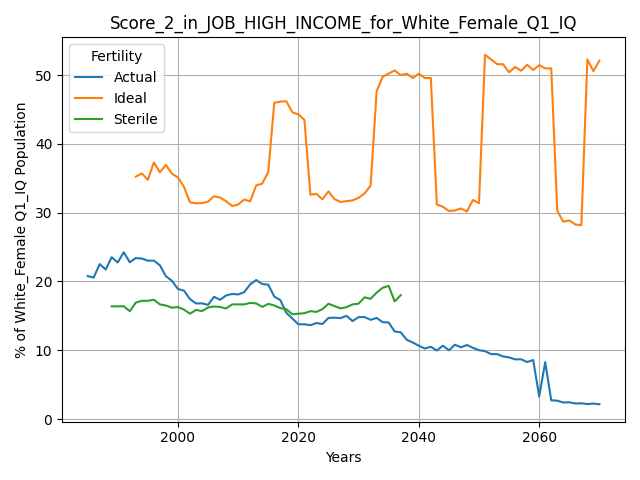 Score_2_in_JOB_HIGH_INCOME_for_White_Female_Q1_IQ
Fertility
Actual
Ideal
Sterile
% of White_Female Q1_IQ Population
50
40
30
20
10
0
2000
2020
2040
2060
Years